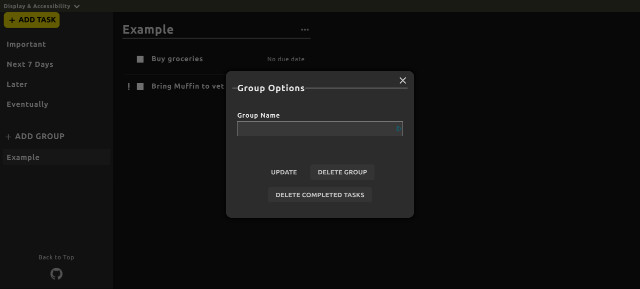 Display & Accessibility
+ ADD TASK
Important
Next 7 Days
Later
Eventually
+ ADD GROUP
Example
Back to Top
Example
Buy groceries
No due date
! Bring Muffin to vet
Group Options
Group Name
UPDATE
DELETE GROUP
DELETE COMPLETED TASKS